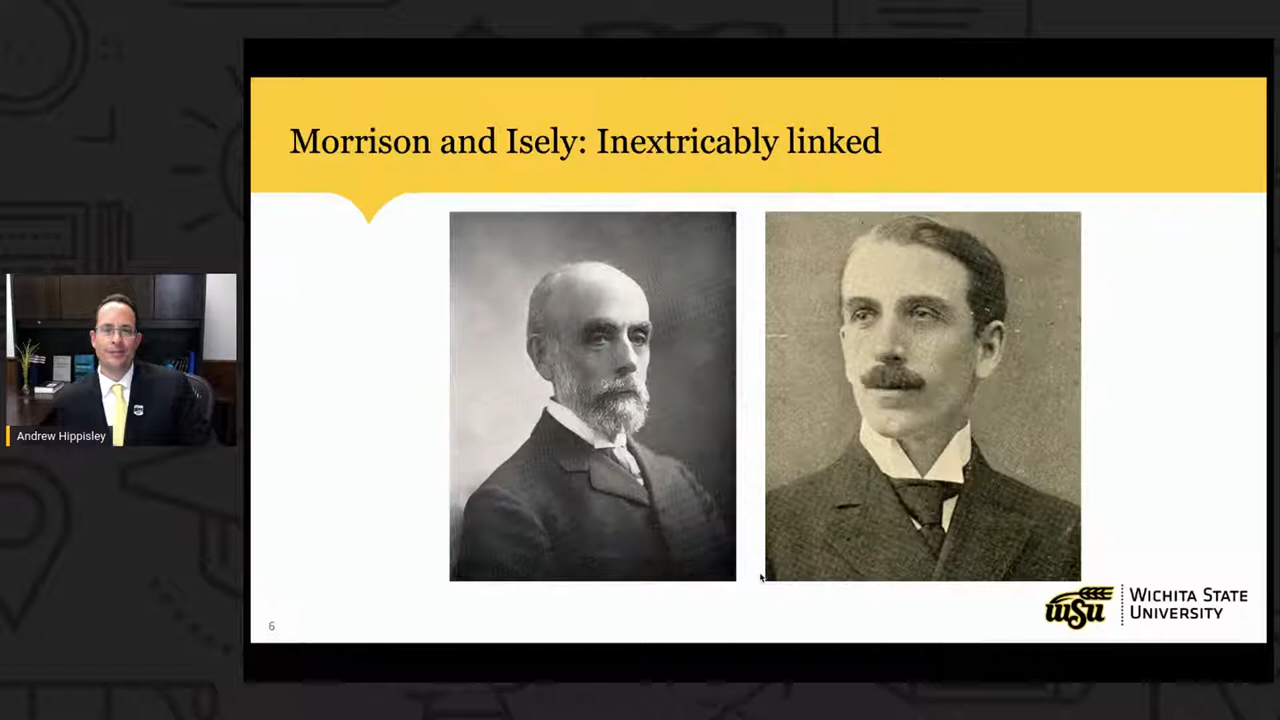 Morrison and Isely: Inextricably linked
Andrew Hippisley
6
wsu
WICHITA STATE
UNIVERSITY